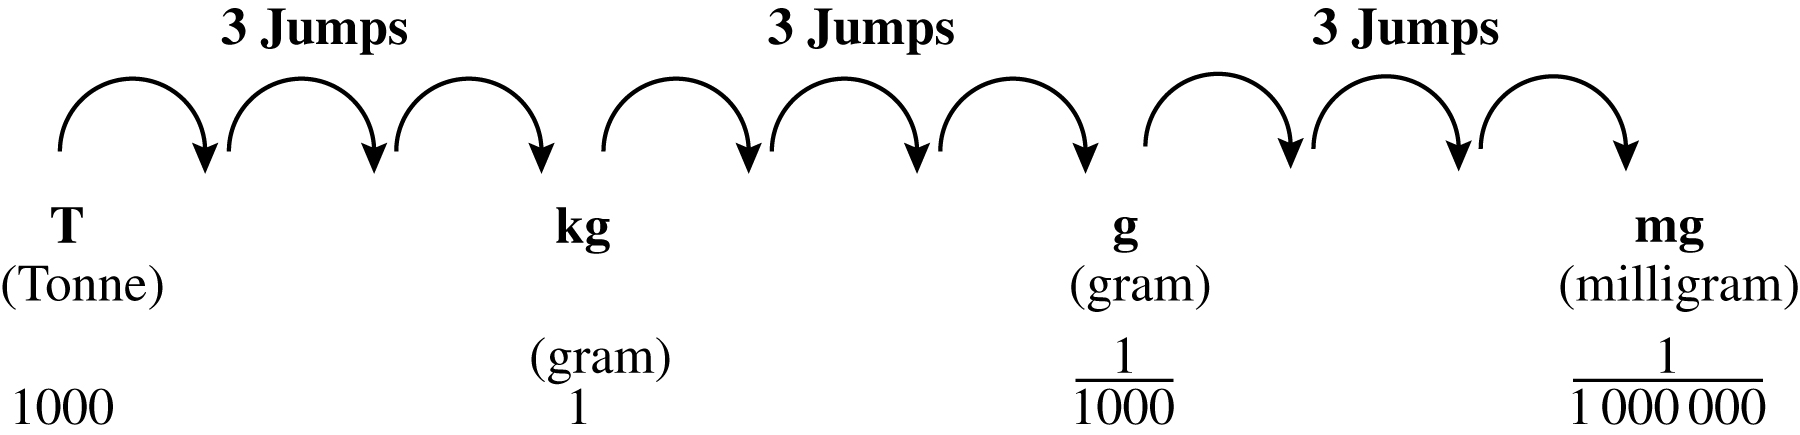 3 Jumps 3 Jumps 3 Jumps
T kg g mg
(Tonne) (gram) (milligram)
(gram) 1 1
1000 1 1000 1 000 000